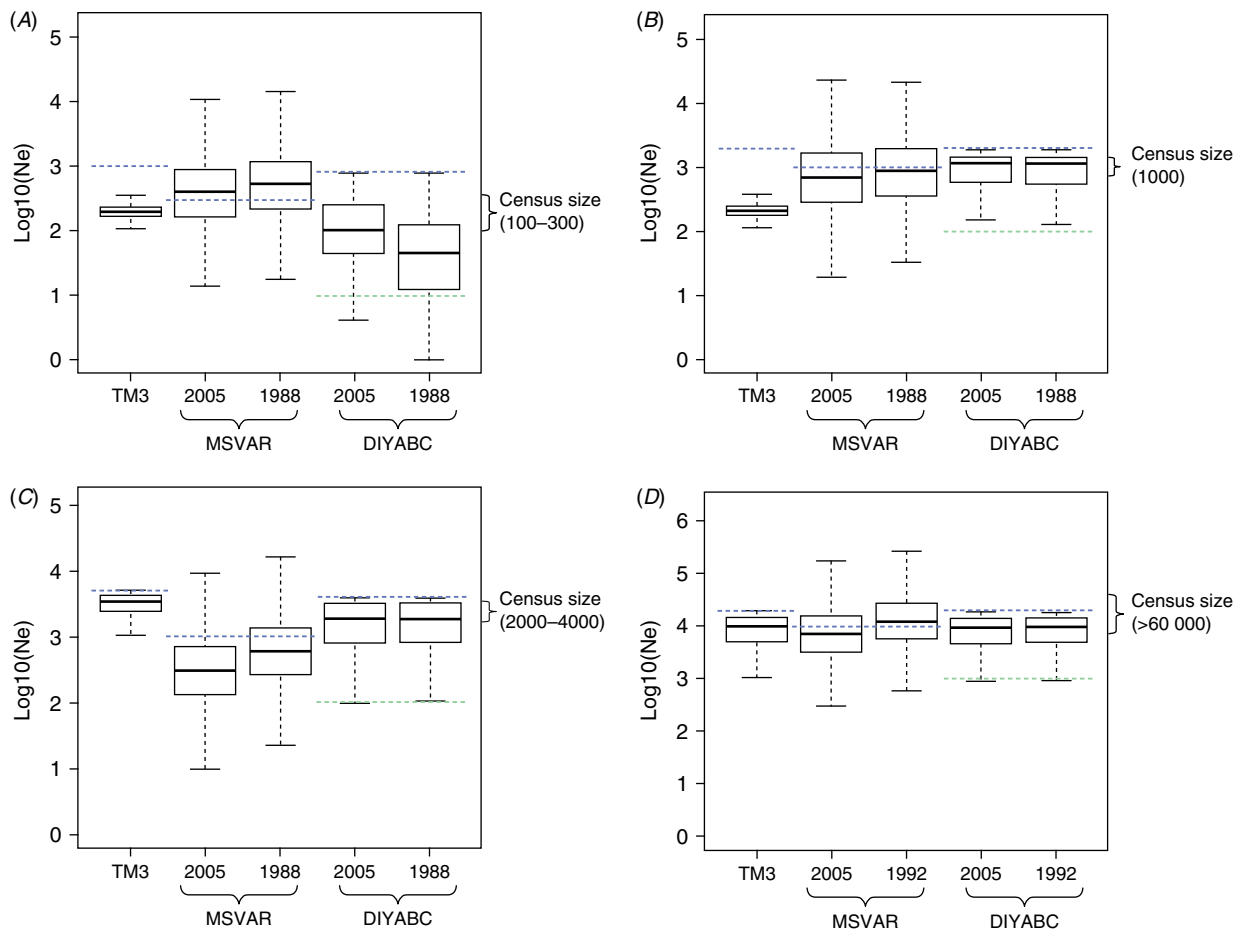 (A)
5
4
3
2
1
0
Log10(Ne)
TM3 2005 1988 2005 1988
MSVAR DIYABC
Census size
(100–300)
(B)
5
4
3
2
1
0
Log10(Ne)
TM3 2005 1988 2005 1988
MSVAR DIYABC
Census size
(1000)
(C)
5
4
3
2
1
0
Log10(Ne)
TM3 2005 1988 2005 1988
MSVAR DIYABC
Census size
(2000–4000)
(D)
6
5
4
3
2
1
0
Log10(Ne)
TM3 2005 1992 2005 1992
MSVAR DIYABC
Census size
(>60 000)